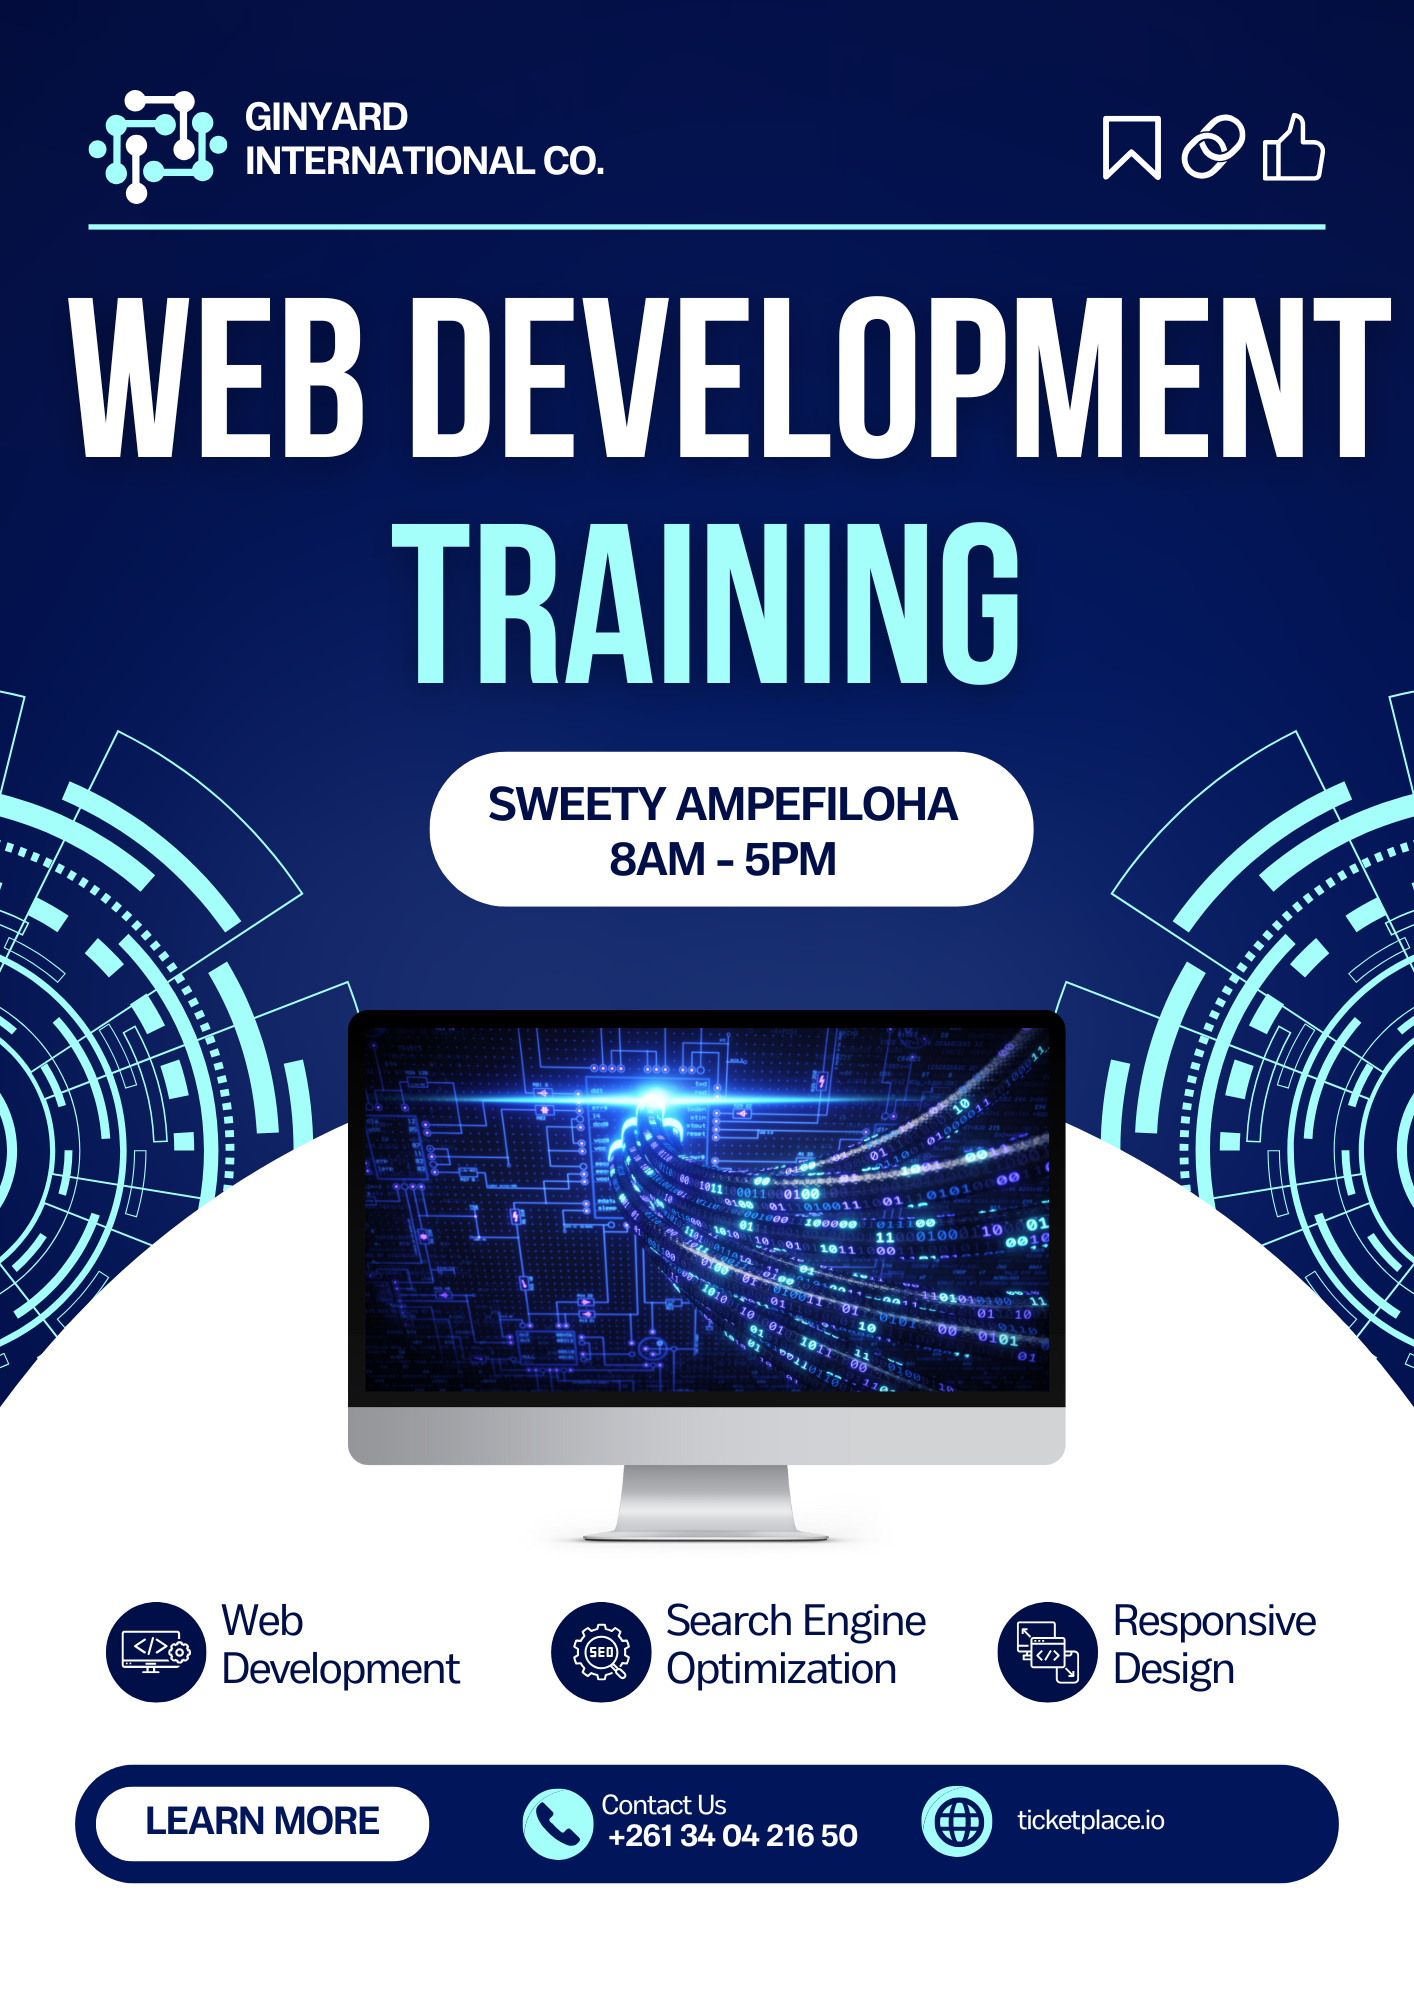 GINYARD
INTERNATIONAL CO.
WEB DEVELOPMENT
TRAINING
SWEETY AMPEFILOHA
8AM - 5PM
Web
Development
SEO
Search Engine
Optimization
Responsive
Design
LEARN MORE
Contact Us
+261 34 04 216 50
ticketplace.io